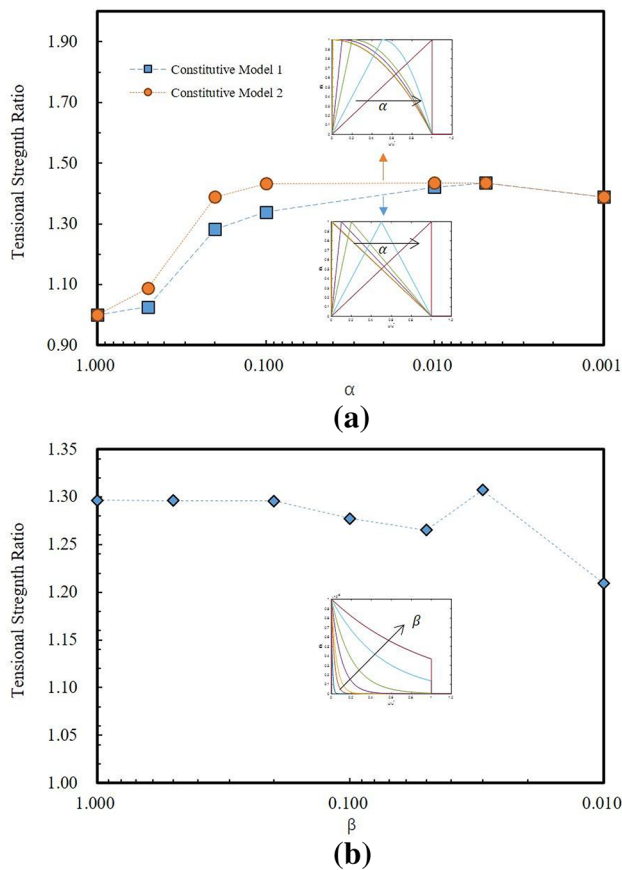 2.00
1.90
1.70
1.50
1.30
1.10
0.90
Tensional Stregnth Ratio
Constitutive Model 1
Constitutive Model 2
α
α
1.000
0.100
0.010
0.001
α
(a)
1.35
1.30
1.25
1.20
1.15
1.10
1.05
1.00
Tensional Stregnth Ratio
β
1.000
0.100
0.010
β
(b)